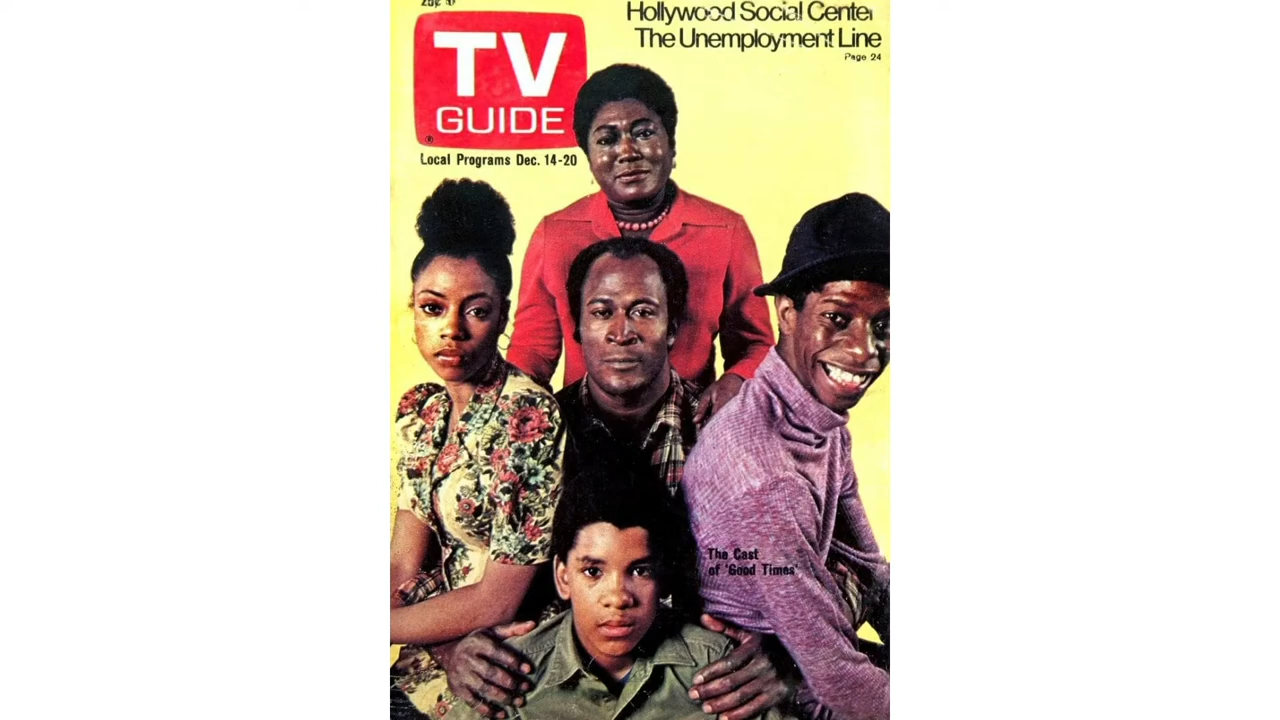 25¢
Hollywood Social Center
The Unemployment Line
Page 24
TV
GUIDE
®
Local Programs Dec. 14-20
The Cast
of 'Good Times'